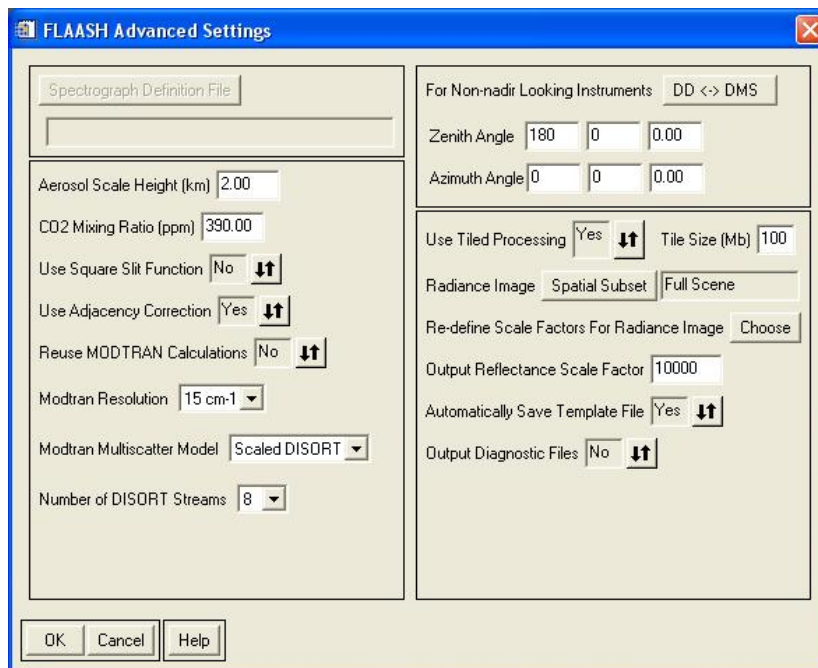 FLAASH Advanced Settings
Spectrograph Definition File
Aerosol Scale Height (km) 2.00
CO2 Mixing Ratio (ppm) 390.00
Use Square Slit Function No
Use Adjacency Correction Yes
Reuse MODTRAN Calculations No
Modtran Resolution 15 cm-1
Modtran Multiscatter Model Scaled DISORT
Number of DISORT Streams 8
For Non-nadir Looking Instruments DD <-> DMS
Zenith Angle 180 0 0.00
Azimuth Angle 0 0 0.00
Use Tiled Processing Yes Tile Size (Mb) 100
Radiance Image Spatial Subset Full Scene
Re-define Scale Factors For Radiance Image Choose
Output Reflectance Scale Factor 10000
Automatically Save Template File Yes
Output Diagnostic Files No
OK Cancel Help